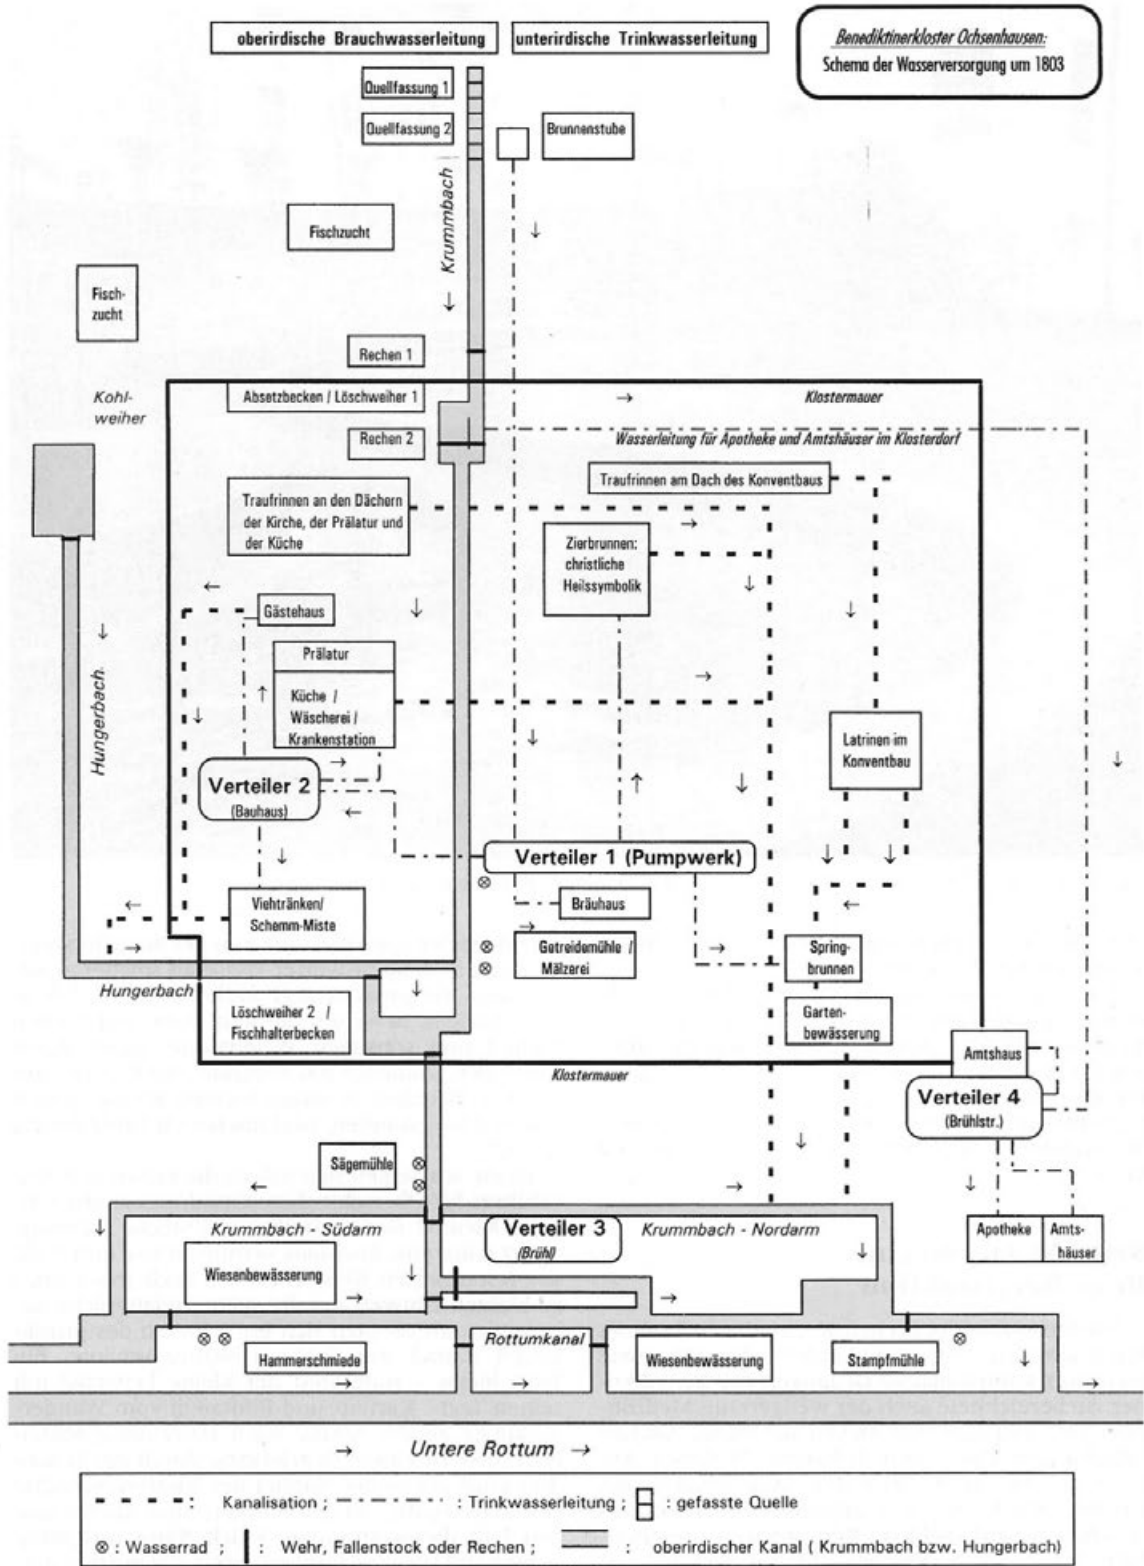 oberirdische Brauchwasserleitung
unterirdische Trinkwasserleitung
Benediktinerkloster Ochsenhausen:
Schema der Wasserversorgung um 1803
Quellfassung 1
Quellfassung 2
Brunnenstube
Krummbach
Fischzucht
Fisch-
zucht
Rechen 1
Kohl-
weiher
Absetzbecken / Löschweiher 1
Klostermauer
Rechen 2
Wasserleitung für Apotheke und Amtshäuser im Klosterdorf
Traufrinnen am Dach des Konventbaus
Traufrinnen an den Dächern
der Kirche, der Prälatur und
der Küche
Zierbrunnen:
christliche
Heilssymbolik
Gästehaus
Hungerbach
Prälatur
Küche /
Wäscherei /
Krankenstation
Latrinen im
Konventbau
Verteiler 2
(Bauhaus)
Verteiler 1 (Pumpwerk)
Viehtränken/
Schemm-Miste
Bräuhaus
Getreidemühle /
Mälzerei
Spring-
brunnen
Hungerbach
Löschweiher 2 /
Fischhalterbecken
Garten-
bewässerung
Amtshaus
Klostermauer
Verteiler 4
(Brühlstr.)
Sägemühle
Krummbach - Südarm
Verteiler 3
(Brühl)
Krummbach - Nordarm
Apotheke
Amts-
häuser
Wiesenbewässerung
Rottumkanal
Hammerschmiede
Wiesenbewässerung
Stampfmühle
Untere Rottum
: Kanalisation ; : Trinkwasserleitung ; : gefasste Quelle
: Wasserrad ; : Wehr, Fallenstock oder Rechen ; : oberirdischer Kanal ( Krummbach bzw. Hungerbach)